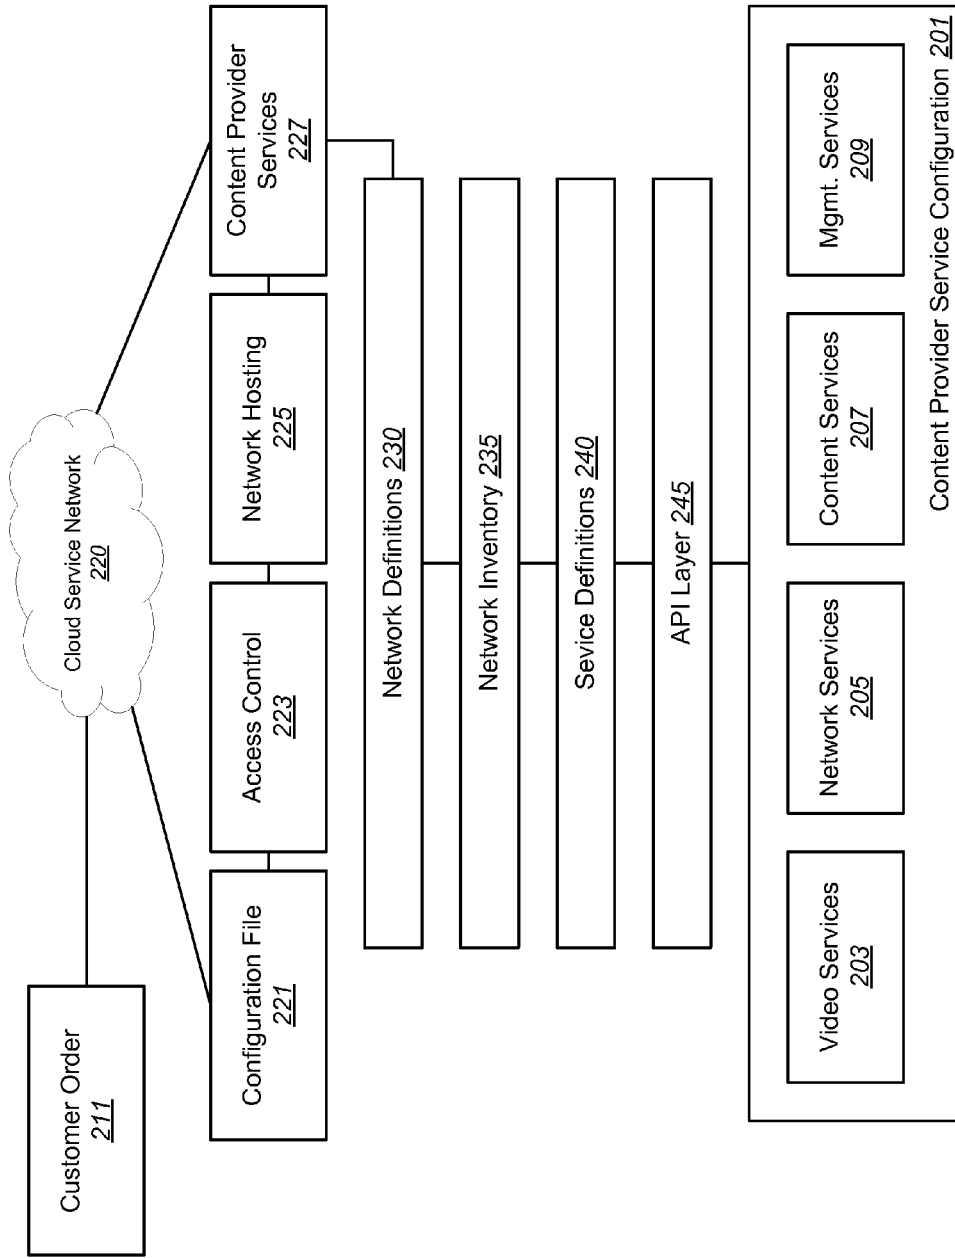 Customer Order
211
Cloud Service Network
220
Configuration File
221
Access Control
223
Network Hosting
225
Content Provider
Services
227
Network Definitions 230
Network Inventory 235
Sevice Definitions 240
API Layer 245
Video Services
203
Network Services
205
Content Services
207
Mgmt. Services
209
Content Provider Service Configuration 201